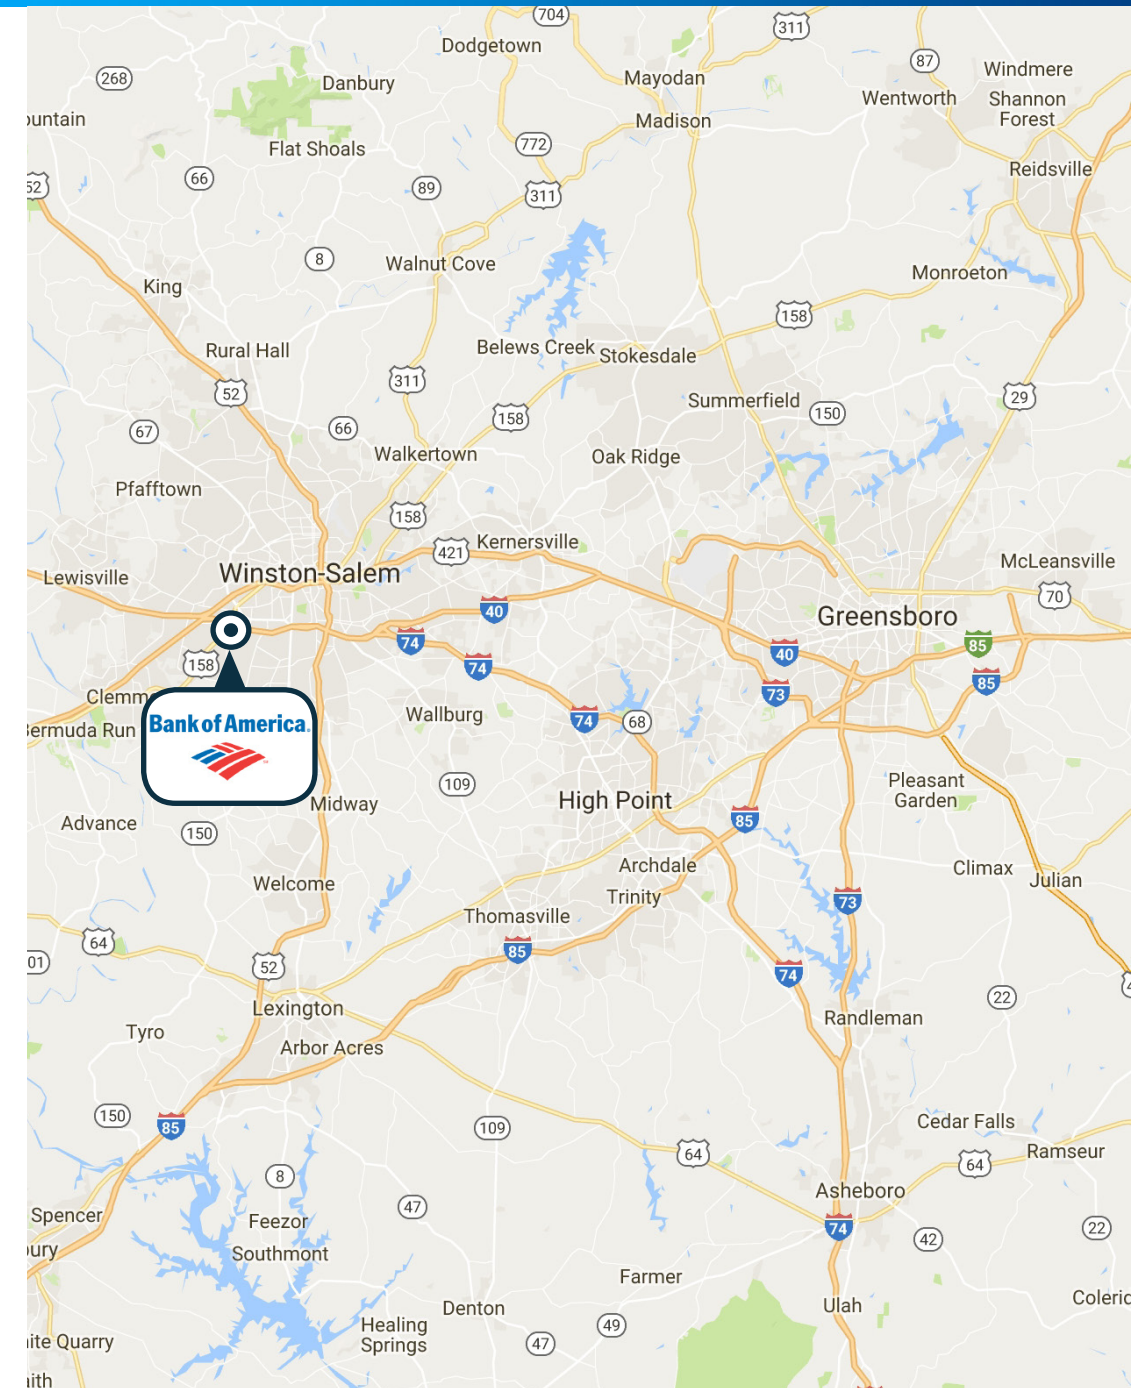 704
311
Dodgetown
87
268
Danbury
Mayodan
Windmere
Wentworth
Shannon
Forest
ountain
Madison
772
Flat Shoals
Reidsville
66
89
52
311
8
Walnut Cove
Monroeton
King
158
Rural Hall
Belews Creek
Stokesdale
311
52
29
Summerfield
150
158
67
66
Walkertown
Oak Ridge
Pfafftown
158
Kernersville
421
McLeansville
Winston-Salem
Lewisville
70
40
Greensboro
74
85
40
158
74
85
73
Clemm
Wallburg
74
68
Bank of America
ermuda Run
109
Pleasant
Garden
High Point
Midway
85
Advance
150
Archdale
Climax
Julian
Welcome
Trinity
73
Thomasville
64
85
01
52
74
22
4
Lexington
Randleman
Tyro
Arbor Acres
150
85
109
Cedar Falls
64
Ramseur
64
8
Asheboro
47
Spencer
Feezor
74
22
42
bury
Southmont
Farmer
Denton
Ulah
Colerid
Healing
Springs
49
47
ite Quarry
aith